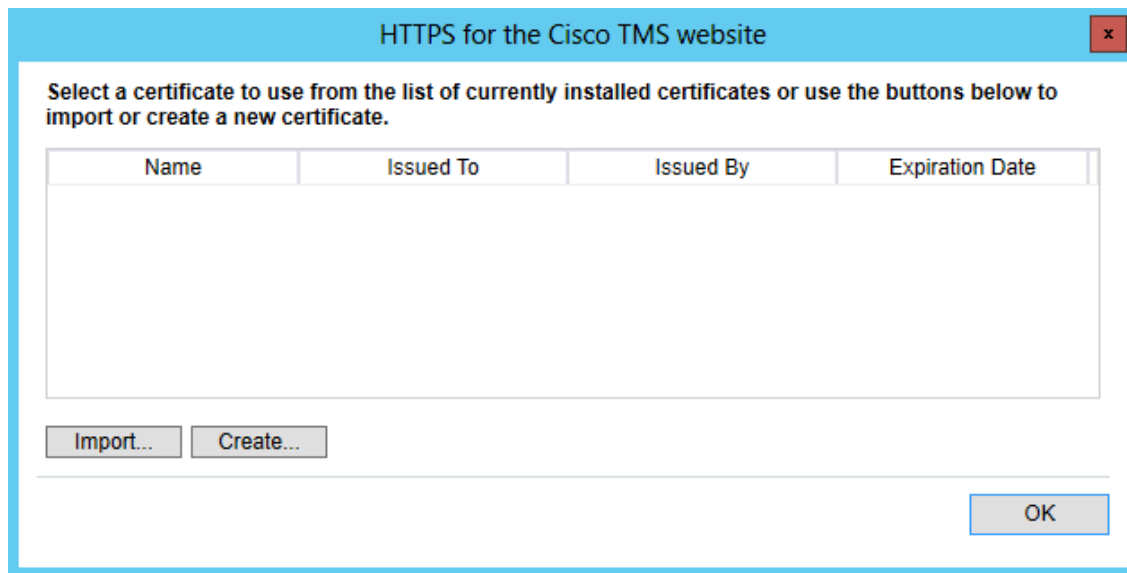 HTTPS for the Cisco TMS website
x
Select a certificate to use from the list of currently installed certificates or use the buttons below to
import or create a new certificate.
Name Issued To Issued By Expiration Date
Import... Create...
OK